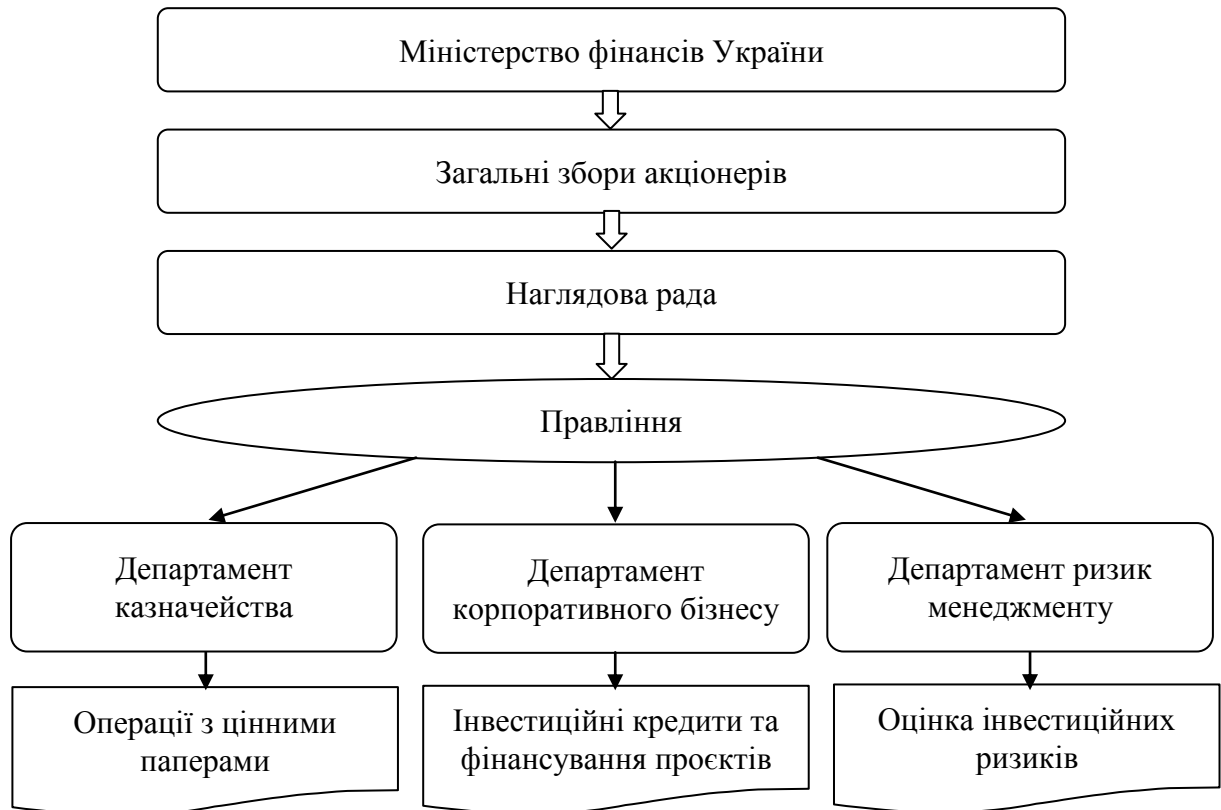 Міністерство фінансів України
Загальні збори акціонерів
Наглядова рада
Правління
Департамент
казначейства
Департамент
корпоративного бізнесу
Департамент ризик
менеджменту
Операції з цінними
паперами
Інвестиційні кредити та
фінансування проєктів
Оцінка інвестиційних
ризиків